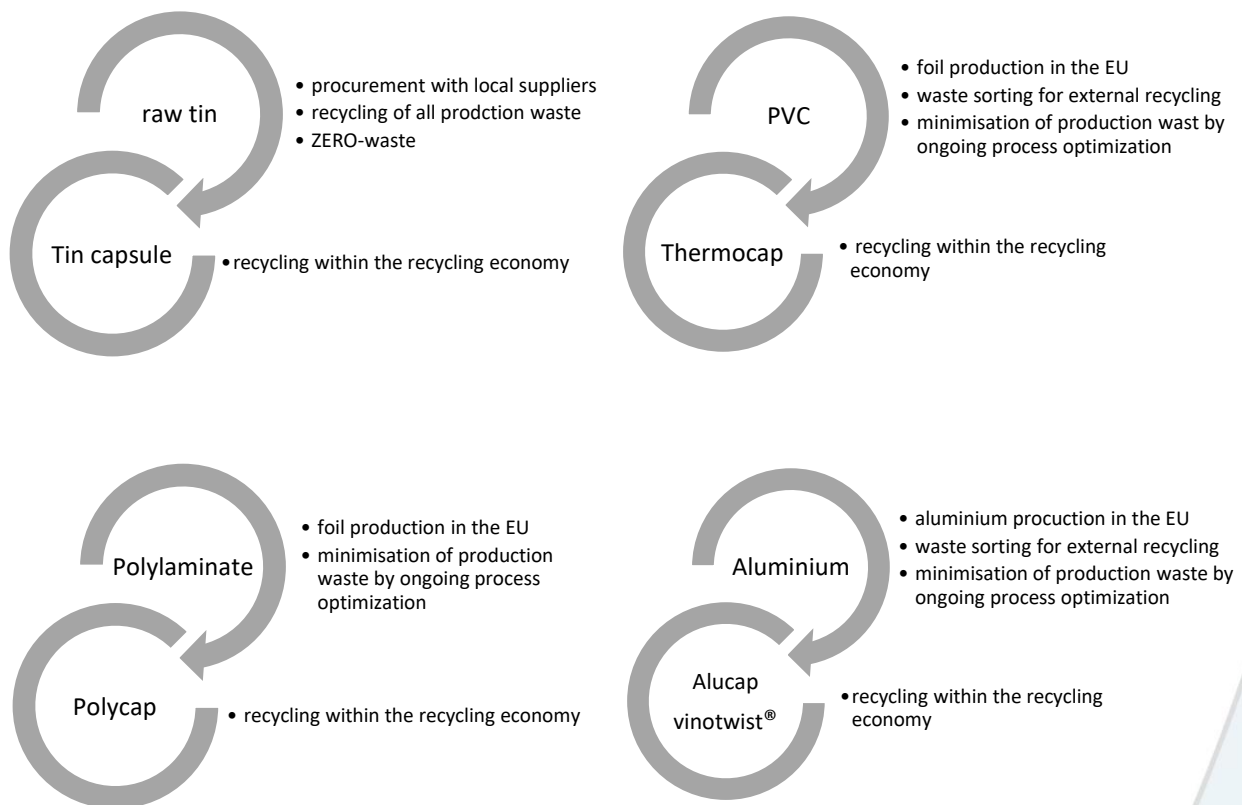 raw tin
• procurement with local suppliers
• recycling of all prodction waste
• ZERO-waste
Tin capsule
•recycling within the recycling economy
PVC
• foil production in the EU
• waste sorting for external recycling
• minimisation of production wast by
ongoing process optimization
Thermocap
• recycling within the recycling
economy
Polylaminate
• foil production in the EU
• minimisation of production
waste by ongoing process
optimization
Polycap
• recycling within the recycling economy
Aluminium
• aluminium procuction in the EU
• waste sorting for external recycling
• minimisation of production waste by
ongoing process optimization
Alucap
vinotwist®
•recycling within the recycling
economy